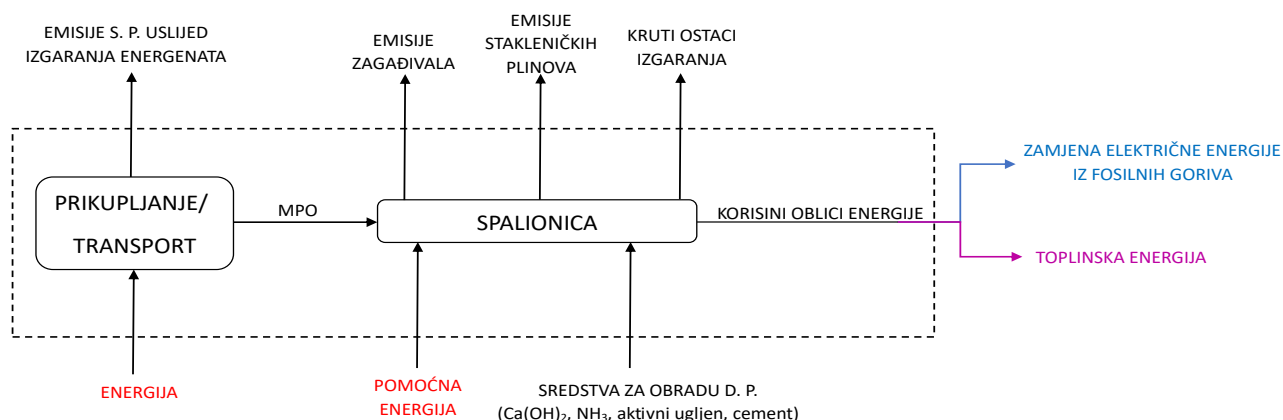 EMISIJE S. P. USLIJED
IZGARANJA ENERGENATA
EMISIJE
ZAGAĐIVALA
EMISIJE
STAKLENIČKIH
PLINOVA
KRUTI OSTACI
IZGARANJA
PRIKUPLJANJE/
TRANSPORT
MPO
SPALIONICA
KORISINI OBLICI ENERGIJE
ZAMJENA ELEKTRIČNE ENERGIJE
IZ FOSILNIH GORIVA
TOPLINSKA ENERGIJA
ENERGIJA
POMOĆNA
ENERGIJA
SREDSTVA ZA OBRADU D. P.
(Ca(OH)₂, NH₃, aktivni ugljen, cement)